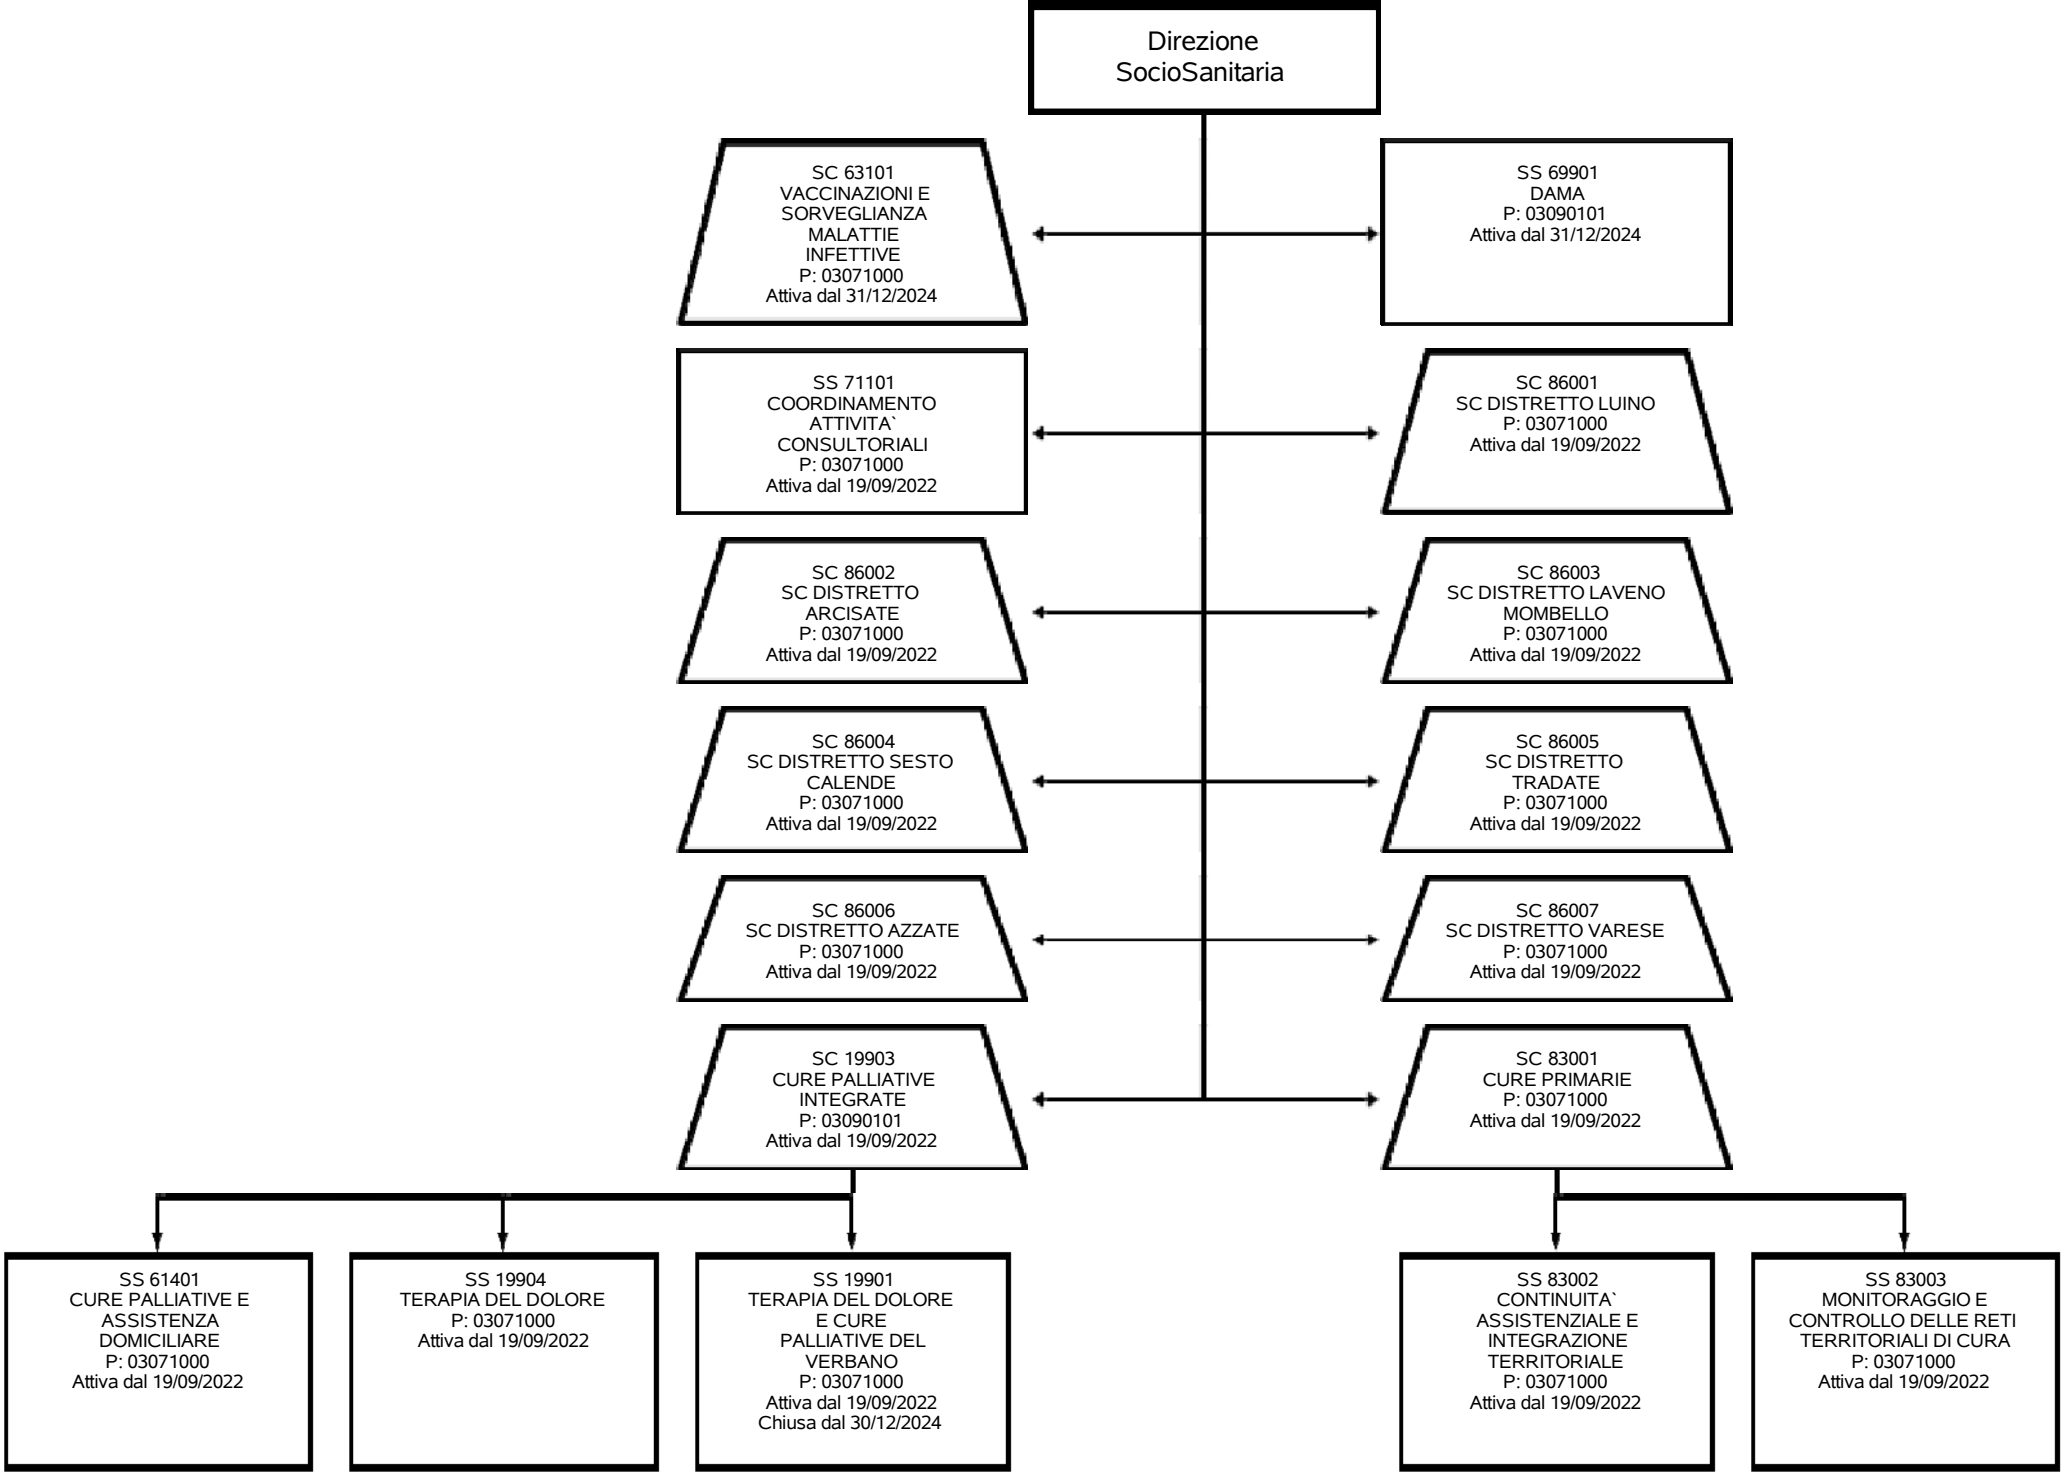 Direzione
SocioSanitaria
SC 63101
VACCINAZIONI E
SORVEGLIANZA
MALATTIE
INFETTIVE
P: 03071000
Attiva dal 31/12/2024
SS 69901
DAMA
P: 03090101
Attiva dal 31/12/2024
SS 71101
COORDINAMENTO
ATTIVITA`
CONSULTORIALI
P: 03071000
Attiva dal 19/09/2022
SC 86001
SC DISTRETTO LUINO
P: 03071000
Attiva dal 19/09/2022
SC 86002
SC DISTRETTO
ARCISATE
P: 03071000
Attiva dal 19/09/2022
SC 86003
SC DISTRETTO LAVENO
MOMBELLO
P: 03071000
Attiva dal 19/09/2022
SC 86004
SC DISTRETTO SESTO
CALENDE
P: 03071000
Attiva dal 19/09/2022
SC 86005
SC DISTRETTO
TRADATE
P: 03071000
Attiva dal 19/09/2022
SC 86006
SC DISTRETTO AZZATE
P: 03071000
Attiva dal 19/09/2022
SC 86007
SC DISTRETTO VARESE
P: 03071000
Attiva dal 19/09/2022
SC 19903
CURE PALLIATIVE
INTEGRATE
P: 03090101
Attiva dal 19/09/2022
SC 83001
CURE PRIMARIE
P: 03071000
Attiva dal 19/09/2022
SS 61401
CURE PALLIATIVE E
ASSISTENZA
DOMICILIARE
P: 03071000
Attiva dal 19/09/2022
SS 19904
TERAPIA DEL DOLORE
P: 03071000
Attiva dal 19/09/2022
SS 19901
TERAPIA DEL DOLORE
E CURE
PALLIATIVE DEL
VERBANO
P: 03071000
Attiva dal 19/09/2022
Chiusa dal 30/12/2024
SS 83002
CONTINUITA`
ASSISTENZIALE E
INTEGRAZIONE
TERRITORIALE
P: 03071000
Attiva dal 19/09/2022
SS 83003
MONITORAGGIO E
CONTROLLO DELLE RETI
TERRITORIALI DI CURA
P: 03071000
Attiva dal 19/09/2022